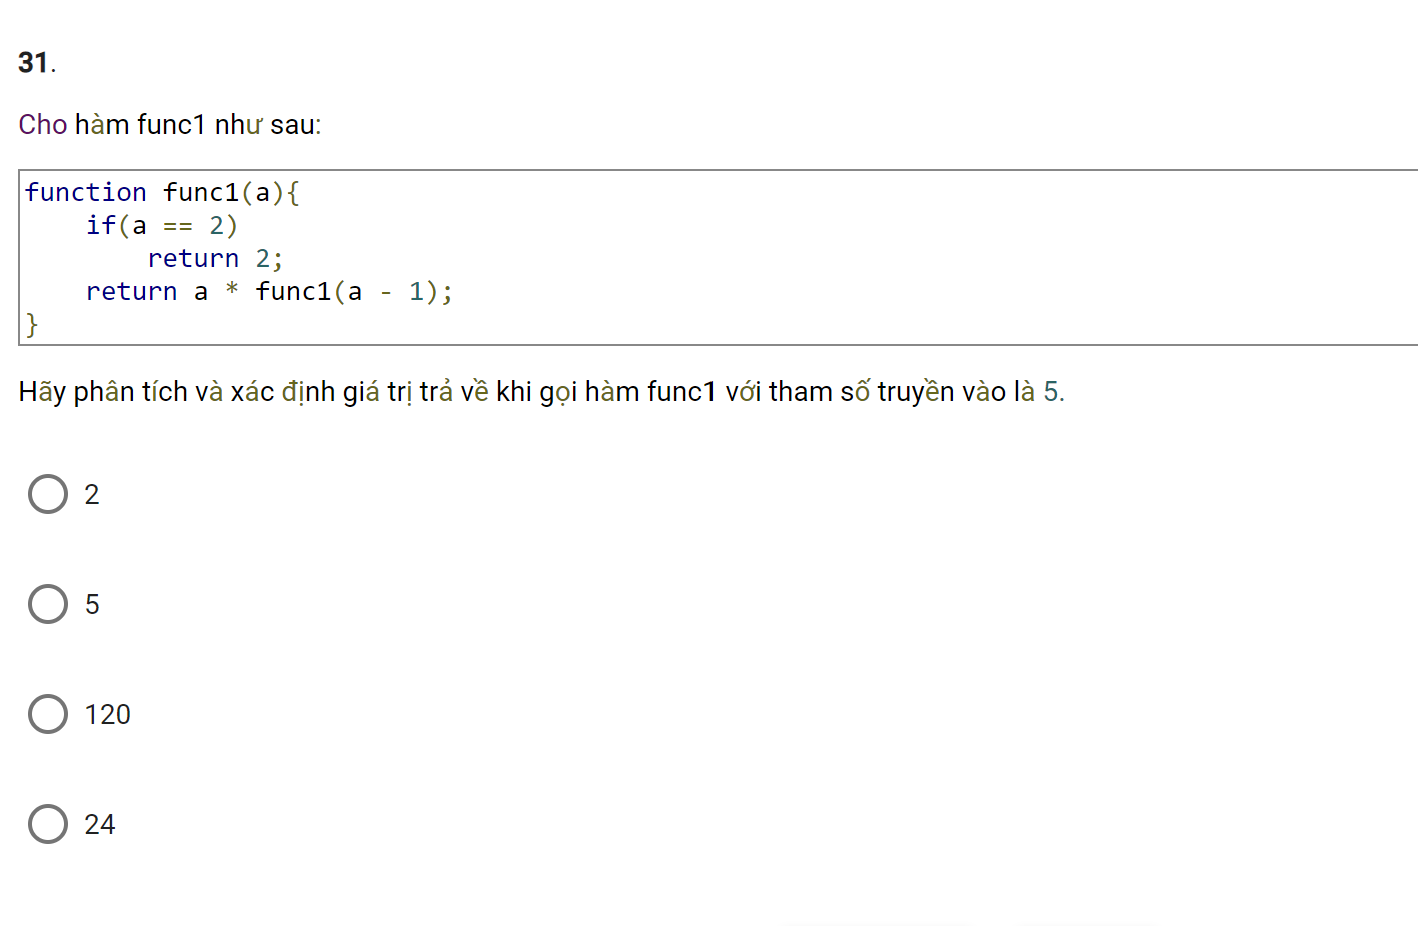 31.
Cho hàm func1 như sau:
function func1(a){
    if(a == 2)
        return 2;
    return a * func1(a - 1);
}
Hãy phân tích và xác định giá trị trả về khi gọi hàm func1 với tham số truyền vào là 5.
2
5
120
24